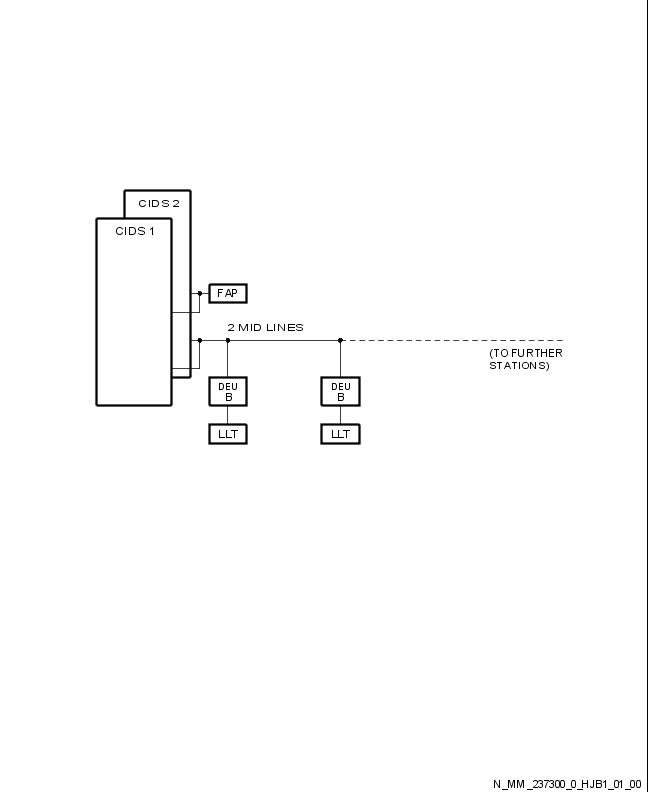 CIDS 2
CIDS 1
FAP
2 MID LINES
(TO FURTHER
STATIONS)
DEU
B
DEU
B
LLT
LLT
N_MM_237300_0_HJB1_01_00